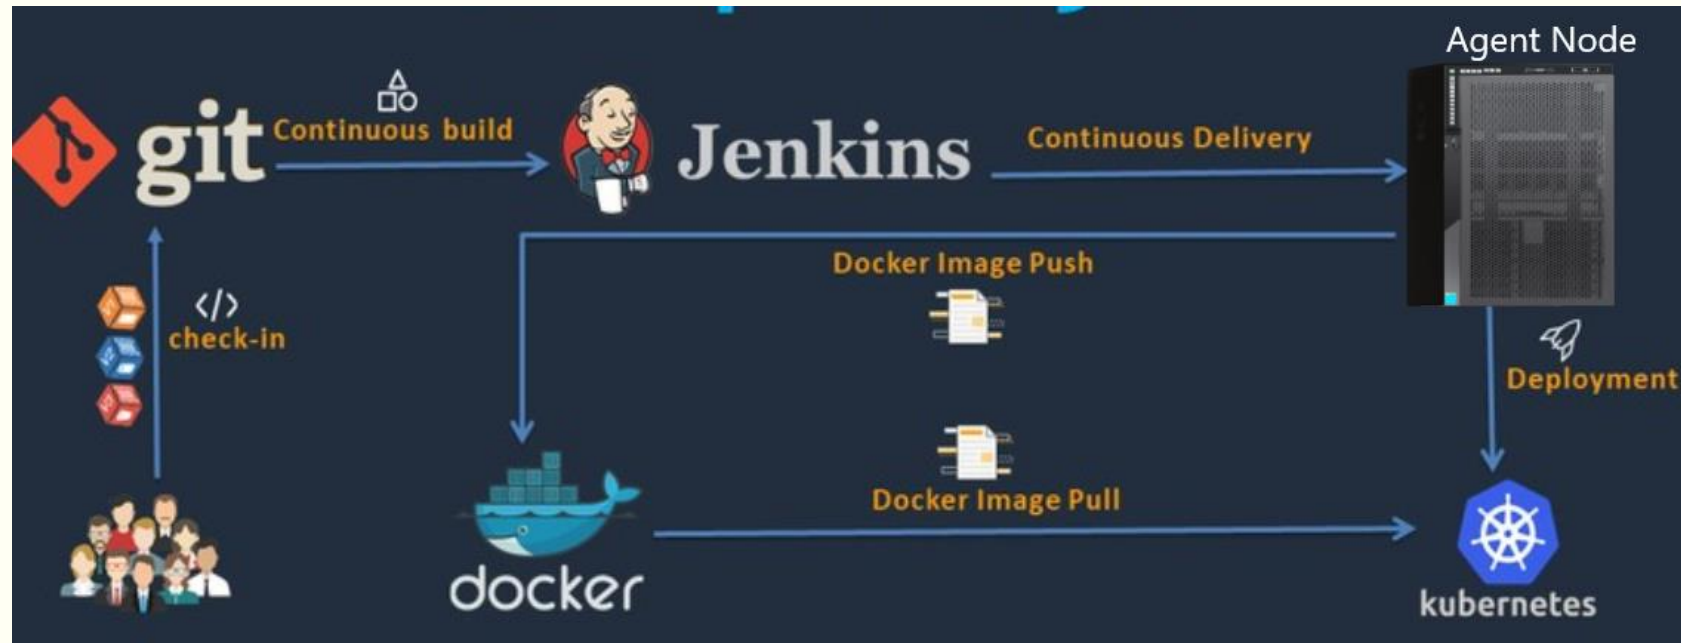 Agent Node
git
Continuous build
Jenkins
Continuous Delivery
Docker Image Push
</>
check-in
Deployment
Docker Image Pull
docker
kubernetes